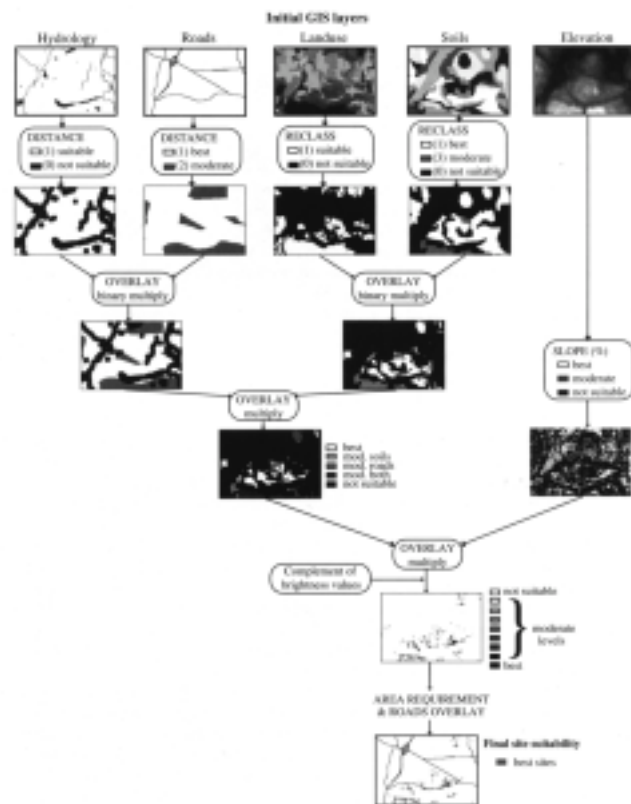 Initial GIS layers
Hydrology
Roads
Landuse
Soils
Elevation
DISTANCE
(1) suitable
(0) not suitable
DISTANCE
(1) best
(2) moderate
RECLASS
(1) suitable
(0) not suitable
RECLASS
(1) best
(3) moderate
(0) not suitable
OVERLAY
binary multiply
OVERLAY
binary multiply
SLOPE (%)
best
moderate
not suitable
OVERLAY
multiply
best
mod. soils
mod. roads
mod. both
not suitable
OVERLAY
multiply
Complement of
brightness values
not suitable
moderate
levels
best
AREA REQUIREMENT
& ROADS OVERLAY
Final site suitability
best sites